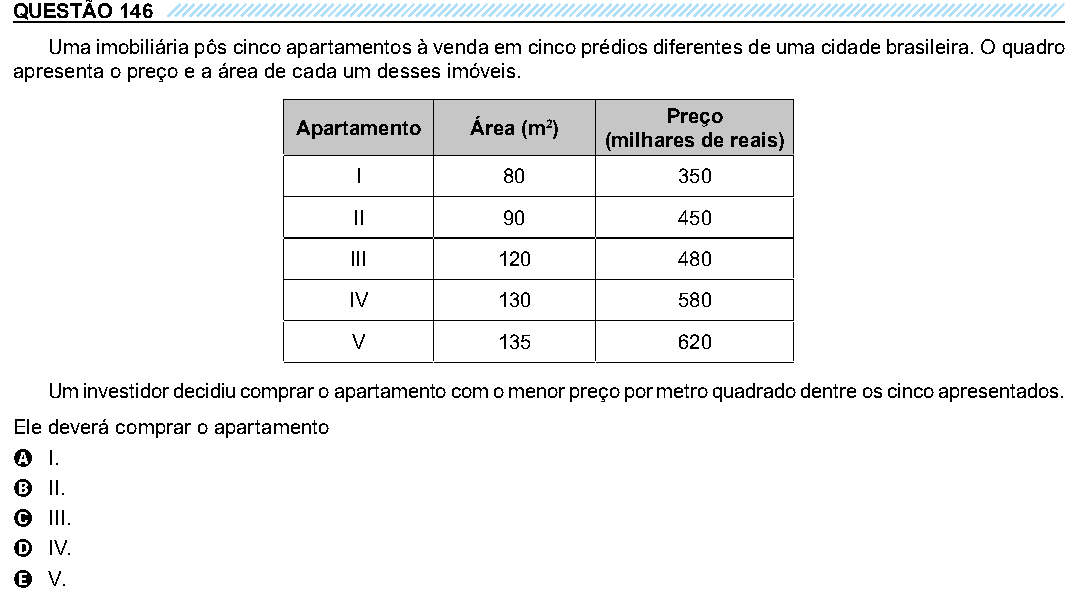 QUESTÃO 146
Uma imobiliária pôs cinco apartamentos à venda em cinco prédios diferentes de uma cidade brasileira. O quadro
apresenta o preço e a área de cada um desses imóveis.
Apartamento Área (m²) Preço (milhares de reais)
I 80 350
II 90 450
III 120 480
IV 130 580
V 135 620
Um investidor decidiu comprar o apartamento com o menor preço por metro quadrado dentre os cinco apresentados.
Ele deverá comprar o apartamento
A I.
B II.
C III.
D IV.
E V.